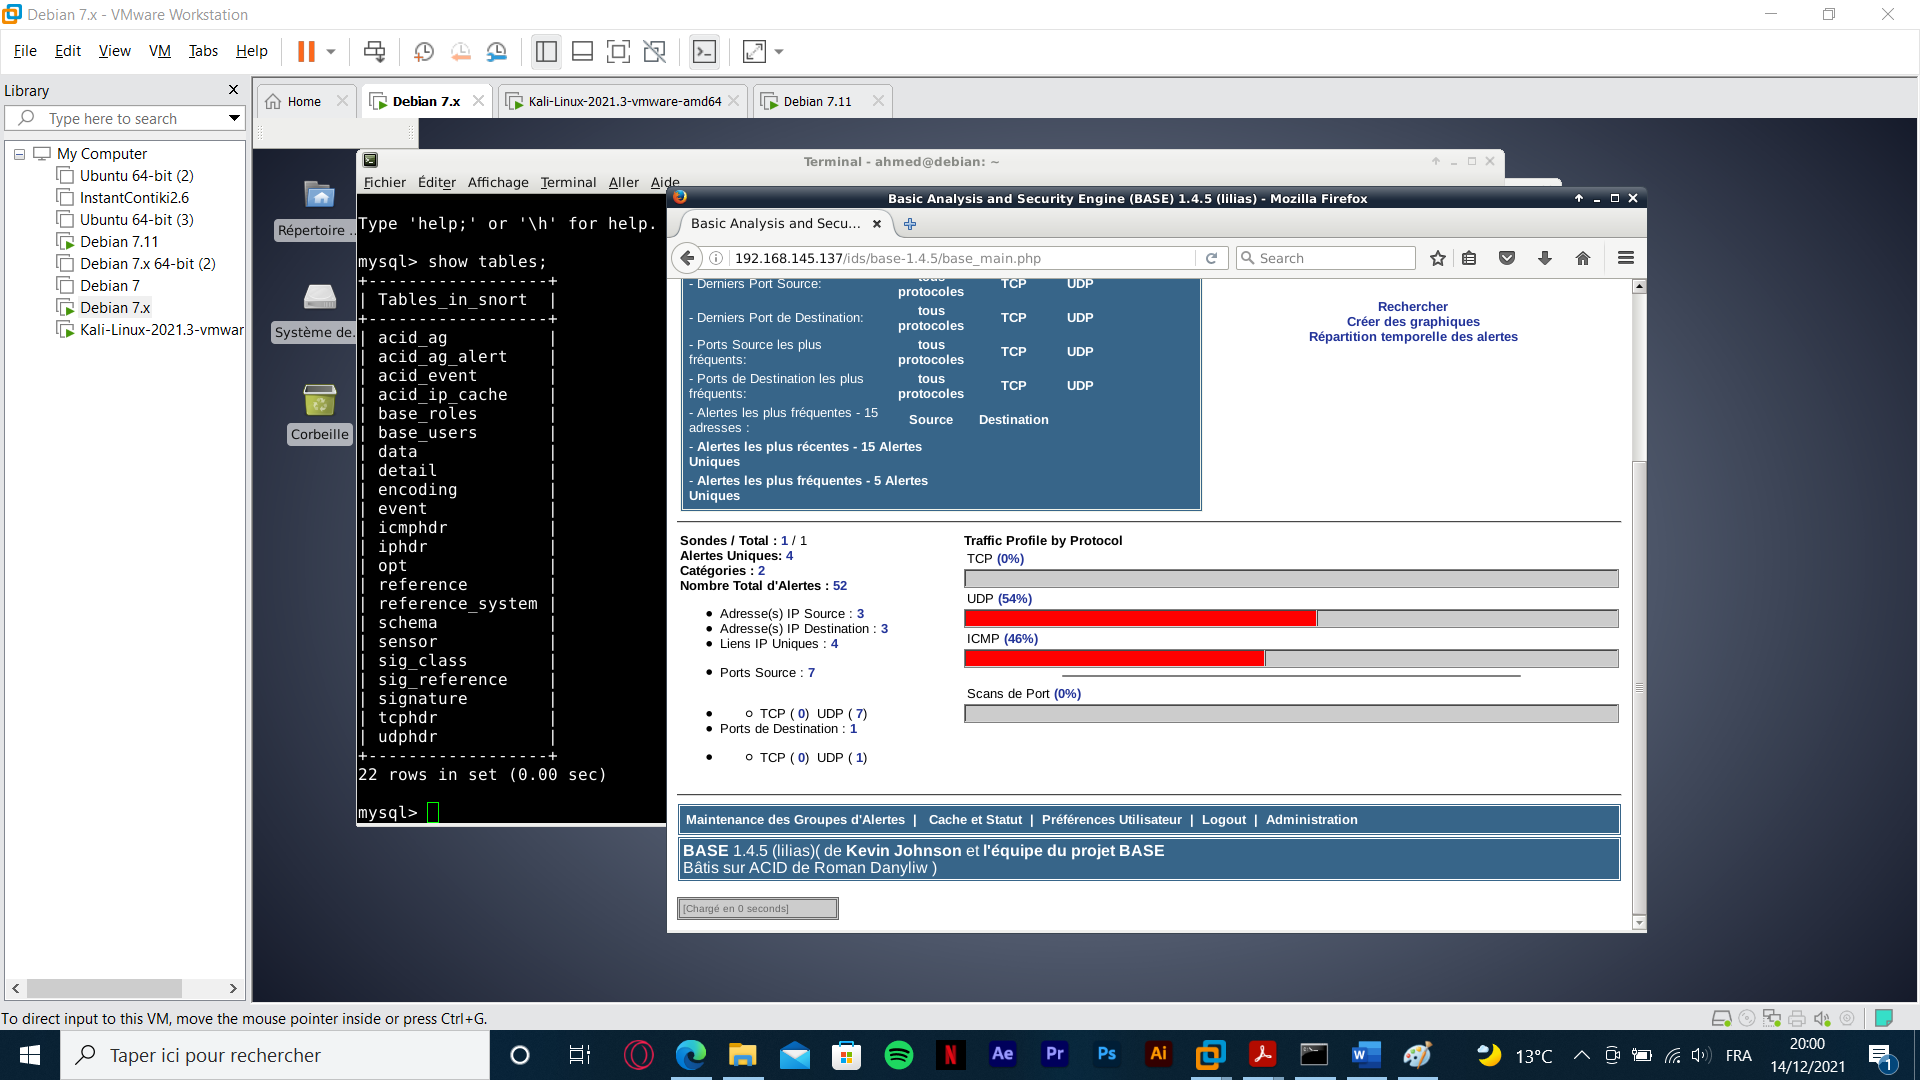 Debian 7.x - VMware Workstation
File Edit View VM Tabs Help
Library
Type here to search
My Computer
Ubuntu 64-bit (2)
InstantContiki2.6
Ubuntu 64-bit (3)
Debian 7.11
Debian 7.x 64-bit (2)
Debian 7
Debian 7.x
Kali-Linux-2021.3-vmwar
Home
Debian 7.x
Kali-Linux-2021.3-vmware-amd64
Debian 7.11
Répertoire ...
Système de...
Corbeille
Terminal - ahmed@debian: ~
Fichier Éditer Affichage Terminal Aller Aide
Type 'help;' or '\h' for help.
mysql> show tables;
+------------------+
| Tables_in_snort  |
+------------------+
| acid_ag          |
| acid_ag_alert    |
| acid_event       |
| acid_ip_cache    |
| base_roles       |
| base_users       |
| data             |
| detail           |
| encoding         |
| event            |
| icmphdr          |
| iphdr            |
| opt              |
| reference        |
| reference_system |
| schema           |
| sensor           |
| sig_class        |
| sig_reference    |
| signature        |
| tcphdr           |
| udphdr           |
+------------------+
22 rows in set (0.00 sec)
mysql>
Basic Analysis and Security Engine (BASE) 1.4.5 (lilias) - Mozilla Firefox
Basic Analysis and Secu...
192.168.145.137/ids/base-1.4.5/base_main.php
Search
- Derniers Port Source: tous protocoles TCP UDP
- Derniers Port de Destination: tous protocoles TCP UDP
- Ports Source les plus fréquents: tous protocoles TCP UDP
- Ports de Destination les plus fréquents: tous protocoles TCP UDP
- Alertes les plus fréquentes - 15 adresses : Source Destination
- Alertes les plus récentes - 15 Alertes Uniques
- Alertes les plus fréquentes - 5 Alertes Uniques
Rechercher
Créer des graphiques
Répartition temporelle des alertes
Sondes / Total : 1 / 1
Alertes Uniques: 4
Catégories : 2
Nombre Total d'Alertes : 52
Adresse(s) IP Source : 3
Adresse(s) IP Destination : 3
Liens IP Uniques : 4
Ports Source : 7
TCP ( 0) UDP ( 7)
Ports de Destination : 1
TCP ( 0) UDP ( 1)
Traffic Profile by Protocol
TCP (0%)
UDP (54%)
ICMP (46%)
Scans de Port (0%)
Maintenance des Groupes d'Alertes | Cache et Statut | Préférences Utilisateur | Logout | Administration
BASE 1.4.5 (lilias)( de Kevin Johnson et l'équipe du projet BASE
Bâtis sur ACID de Roman Danyliw )
[Chargé en 0 seconds]
To direct input to this VM, move the mouse pointer inside or press Ctrl+G.
Taper ici pour rechercher
N
Ae
Pr
Ps
Ai
W
13°C
FRA
20:00
14/12/2021
1